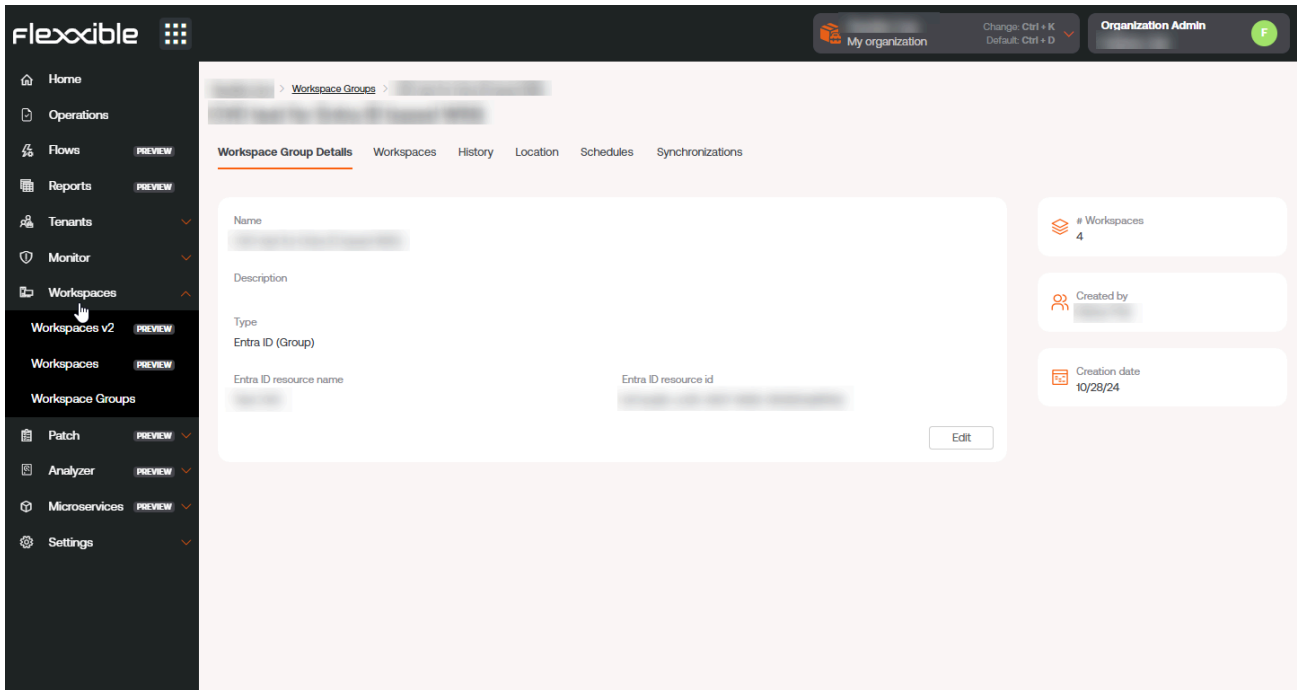 flexxible
My organization
Change: Ctrl + K
Default: Ctrl + D
Organization Admin
F
Home
Operations
Flows PREVIEW
Reports PREVIEW
Tenants
Monitor
Workspaces
Workspaces v2 PREVIEW
Workspaces PREVIEW
Workspace Groups
Patch PREVIEW
Analyzer PREVIEW
Microservices PREVIEW
Settings
> Workspace Groups >
Workspace Group Details Workspaces History Location Schedules Synchronizations
Name
Description
Type
Entra ID (Group)
Entra ID resource name
Entra ID resource id
Edit
# Workspaces
4
Created by
Creation date
10/28/24